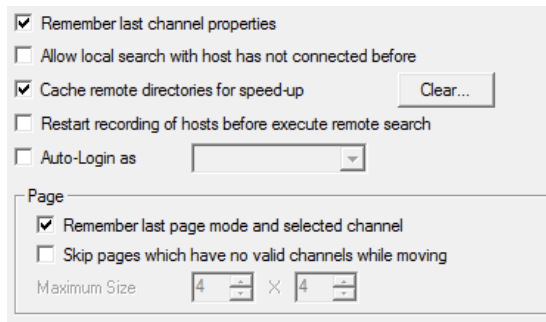 Remember last channel properties
Allow local search with host has not connected before
Cache remote directories for speed-up Clear...
Restart recording of hosts before execute remote search
Auto-Login as
Page
Remember last page mode and selected channel
Skip pages which have no valid channels while moving
Maximum Size 4 X 4